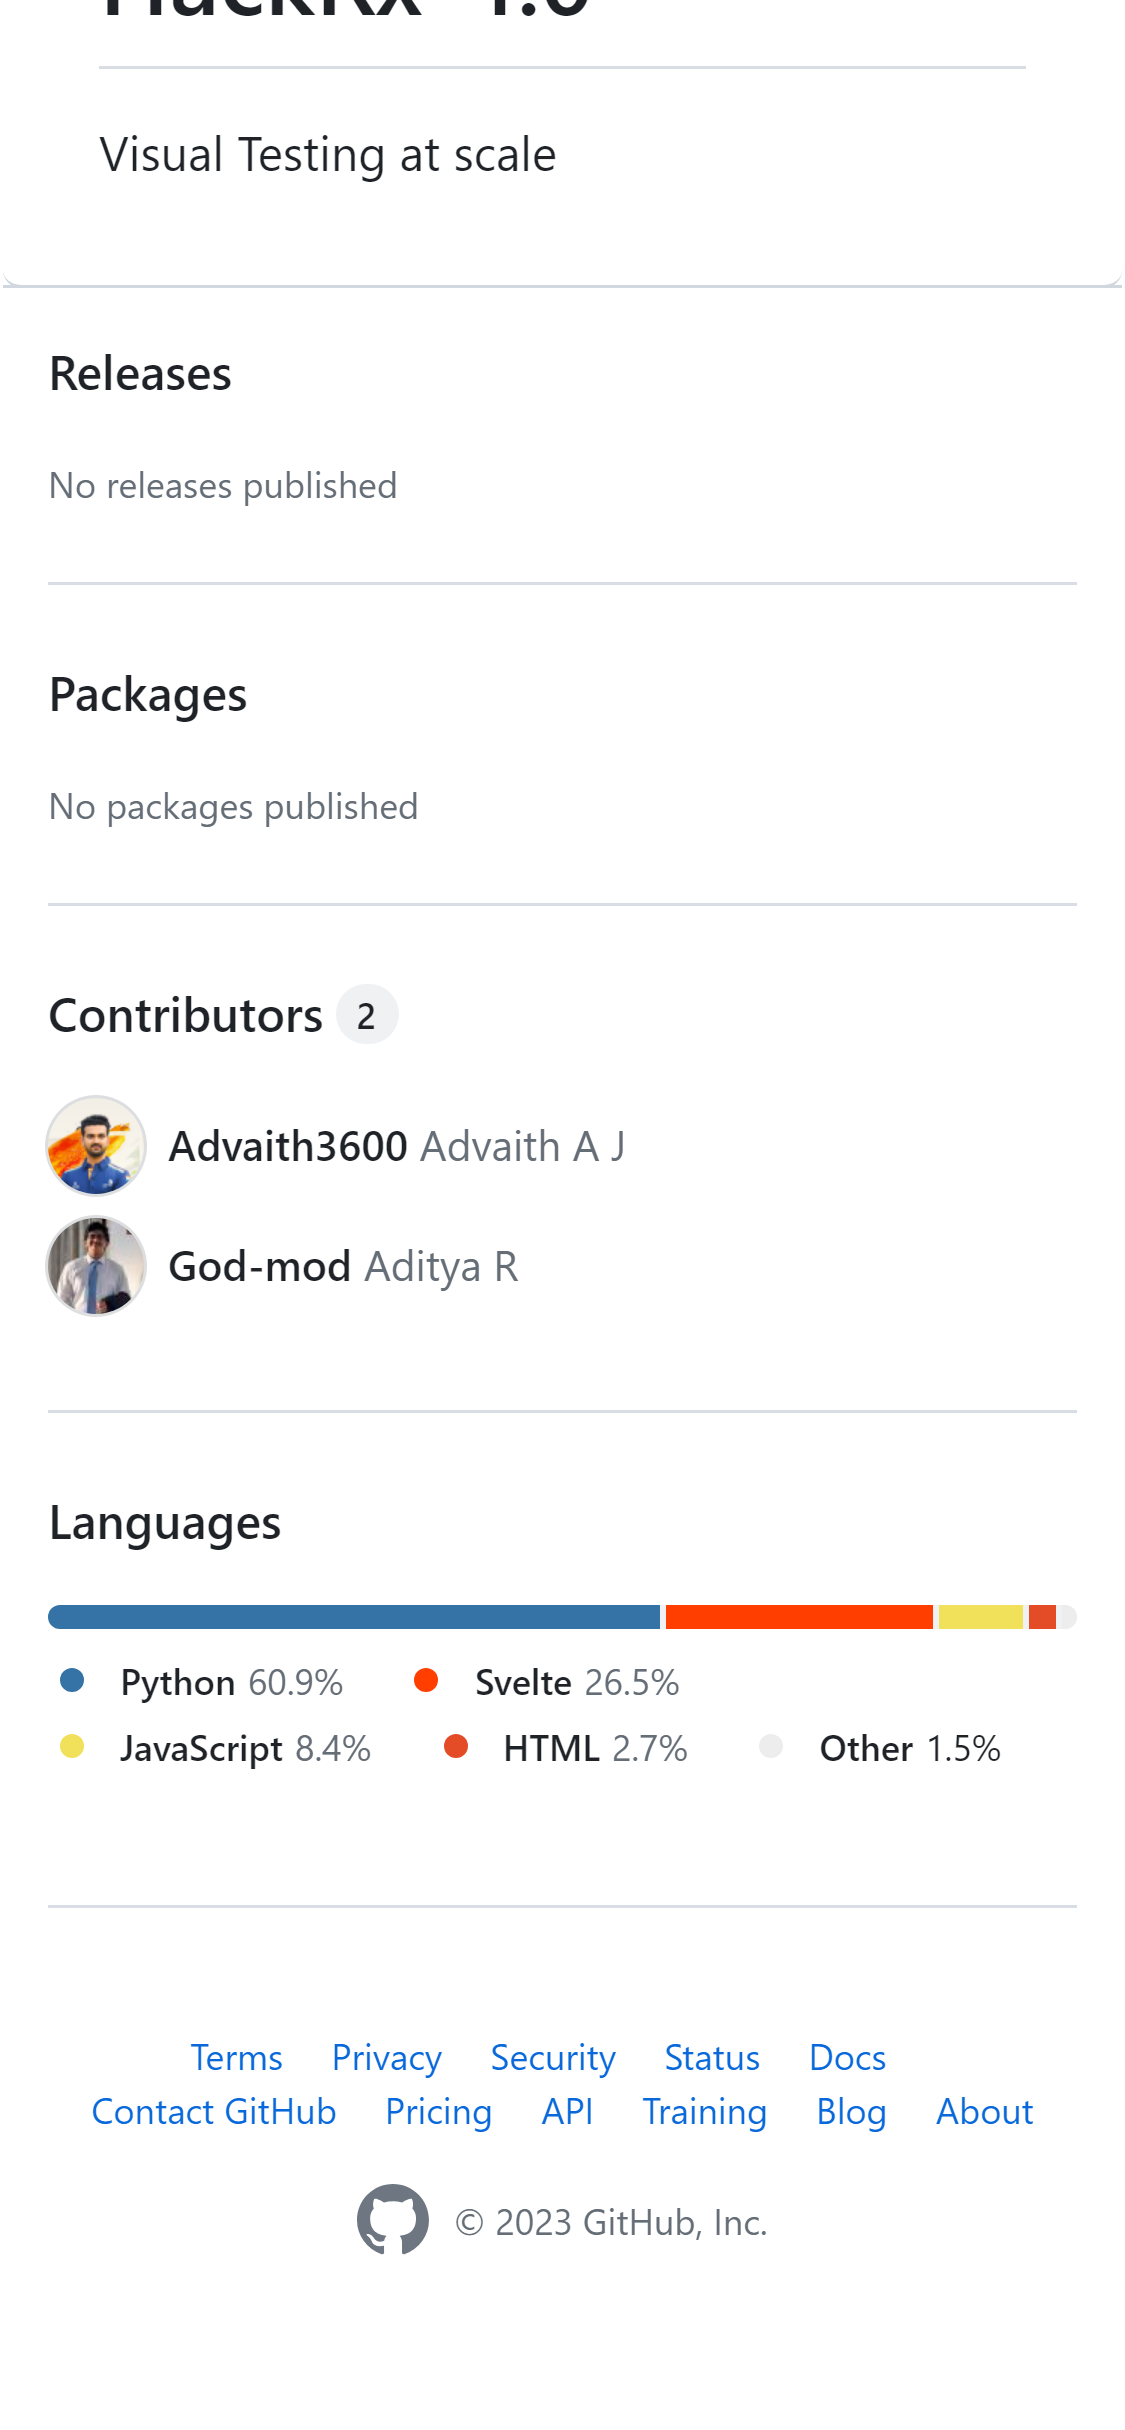 Visual Testing at scale
Releases
No releases published
Packages
No packages published
Contributors 2
Advaith3600 Advaith A J
God-mod Aditya R
Languages
Python 60.9% Svelte 26.5%
JavaScript 8.4% HTML 2.7% Other 1.5%
Terms Privacy Security Status Docs
Contact GitHub Pricing API Training Blog About
© 2023 GitHub, Inc.